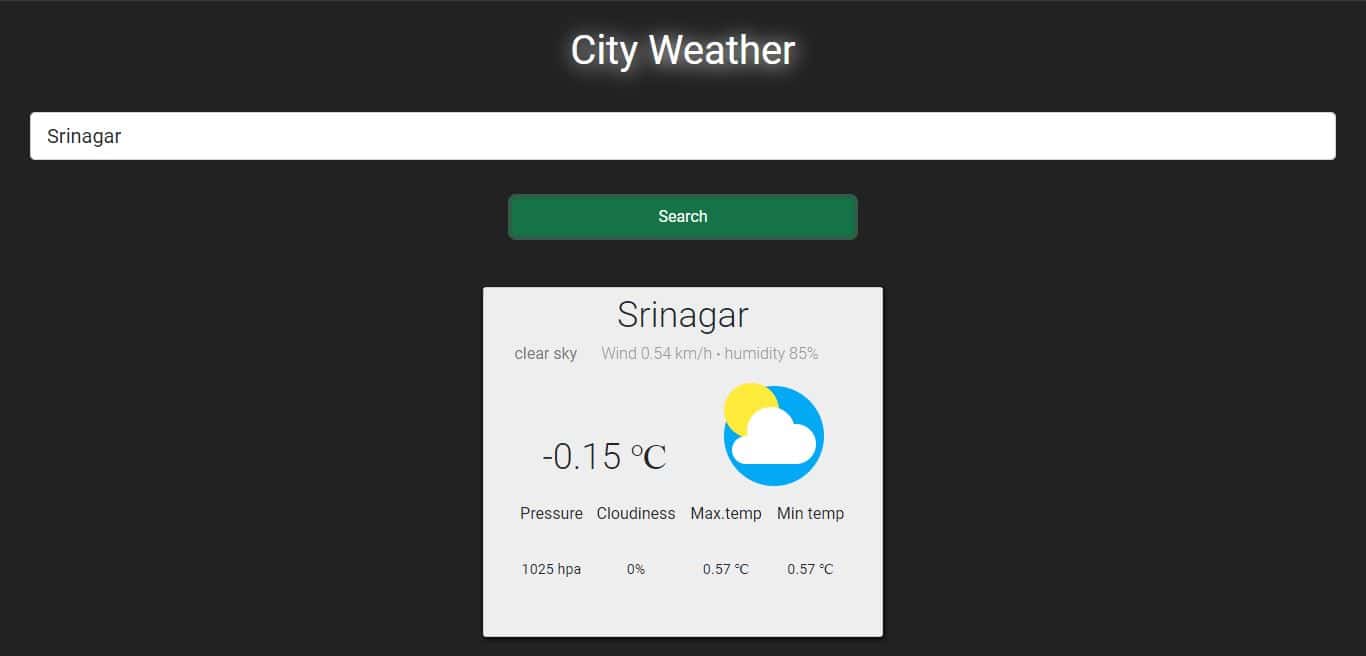 City Weather
Srinagar
Search
Srinagar
clear sky Wind 0.54 km/h • humidity 85%
-0.15 ℃
Pressure Cloudiness Max.temp Min temp
1025 hpa 0% 0.57 ℃ 0.57 ℃